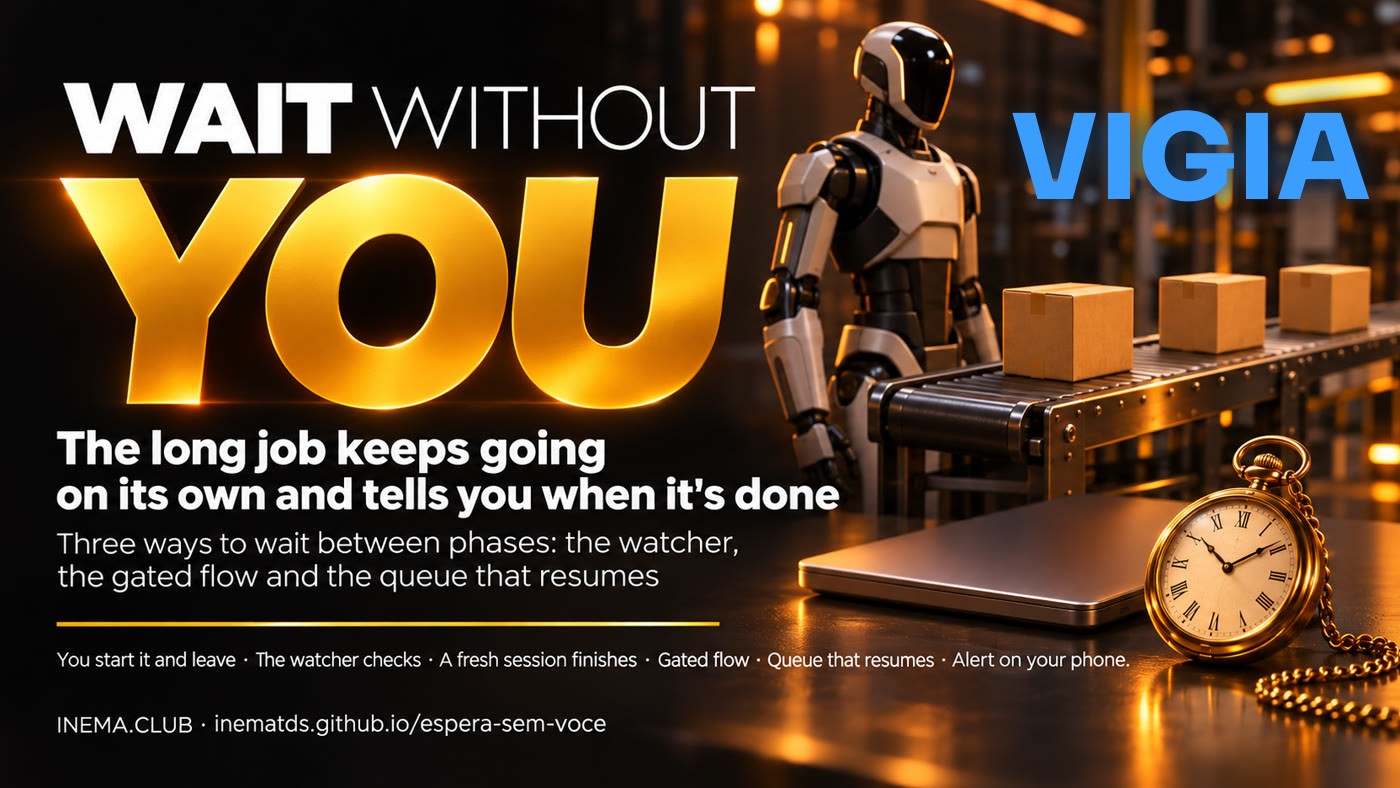 WAIT WITHOUT
YOU
VIGIA
The long job keeps going
on its own and tells you when it's done
Three ways to wait between phases: the watcher,
the gated flow and the queue that resumes
You start it and leave · The watcher checks · A fresh session finishes · Gated flow · Queue that resumes · Alert on your phone.
INEMA.CLUB · inematds.github.io/espera-sem-voce